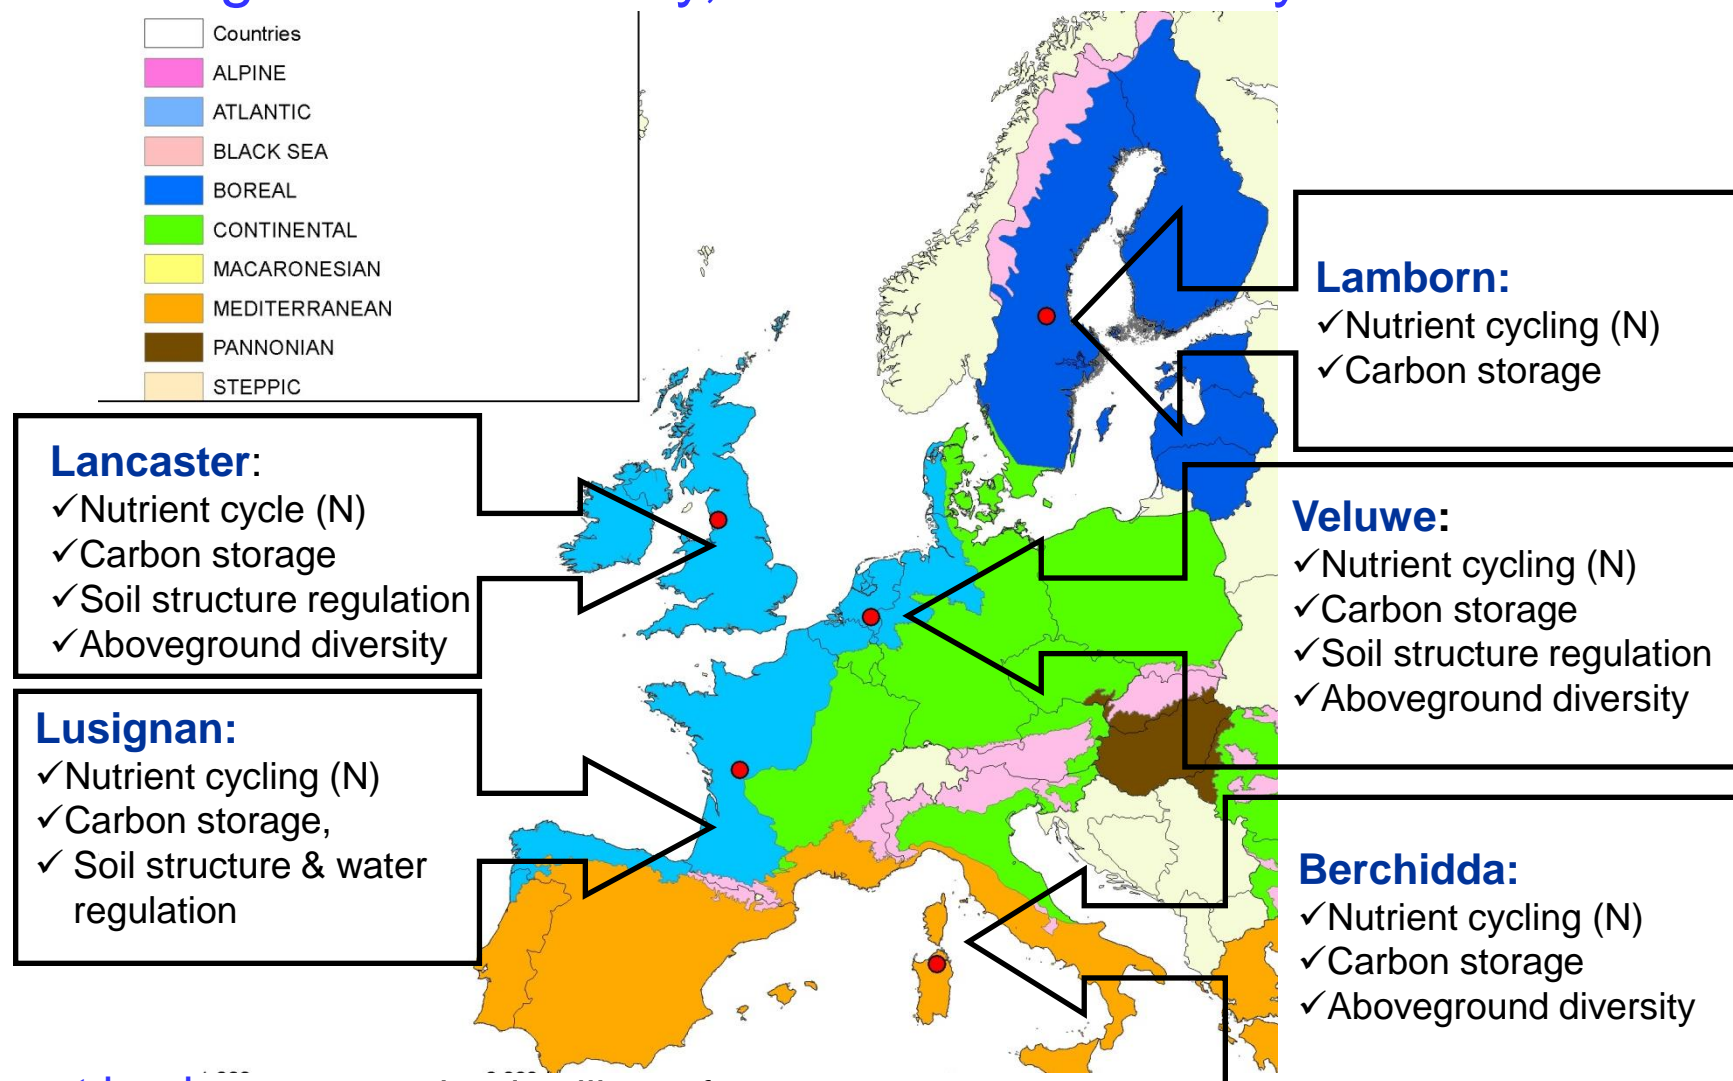 Countries
ALPINE
ATLANTIC
BLACK SEA
BOREAL
CONTINENTAL
MACARONESIAN
MEDITERRANEAN
PANNONIAN
STEPPIC
Lamborn:
✓Nutrient cycling (N)
✓Carbon storage
Lancaster:
✓Nutrient cycle (N)
✓Carbon storage
✓Soil structure regulation
✓Aboveground diversity
Veluwe:
✓Nutrient cycling (N)
✓Carbon storage
✓Soil structure regulation
✓Aboveground diversity
Lusignan:
✓Nutrient cycling (N)
✓Carbon storage,
✓ Soil structure & water
regulation
Berchidda:
✓Nutrient cycling (N)
✓Carbon storage
✓Aboveground diversity